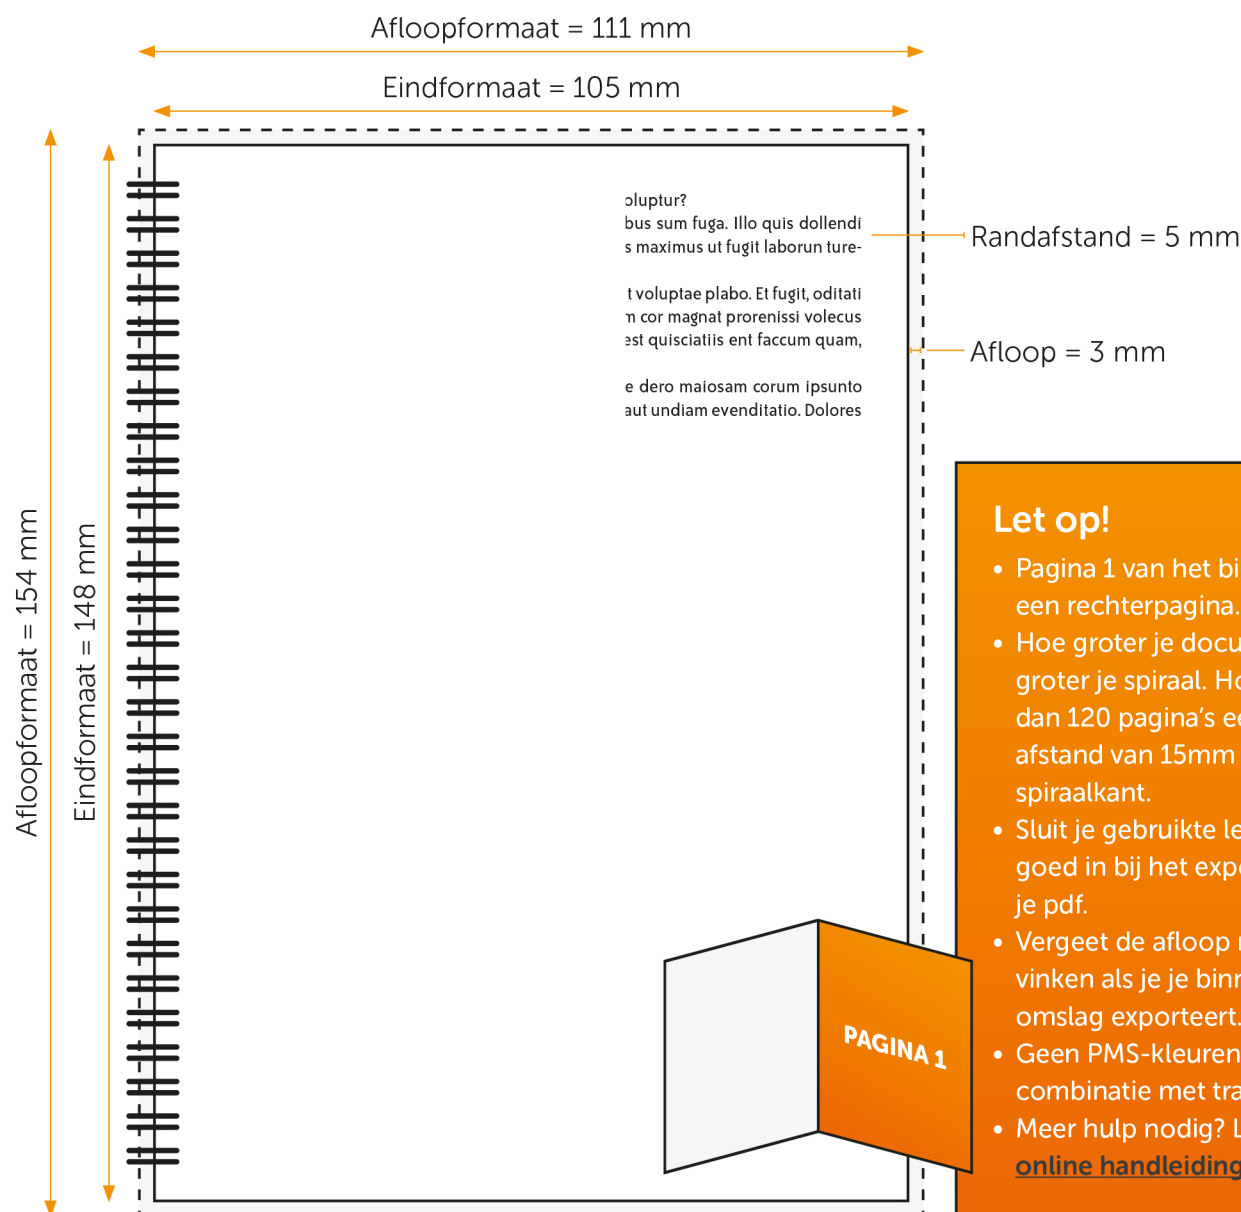 Afloopformaat = 111 mm
Eindformaat = 105 mm
Afloopformaat = 154 mm
Eindformaat = 148 mm
oluptur?
bus sum fuga. Illo quis dollendi
s maximus ut fugit laborun ture-
t voluptae plabo. Et fugit, oditati
m cor magnat prorenissi volecus
est quisciatiis ent faccum quam,
e dero maiosam corum ipsunto
aut undiam evenditatio. Dolores
Randafstand = 5 mm
Afloop = 3 mm
Let op!
• Pagina 1 van het bi
een rechterpagina.
• Hoe groter je docu
groter je spiraal. Ho
dan 120 pagina's ee
afstand van 15mm
spiraalkant.
• Sluit je gebruikte le
goed in bij het expo
je pdf.
• Vergeet de afloop n
vinken als je je binn
omslag exporteert.
• Geen PMS-kleuren
combinatie met tra
• Meer hulp nodig? L
online handleiding
PAGINA 1